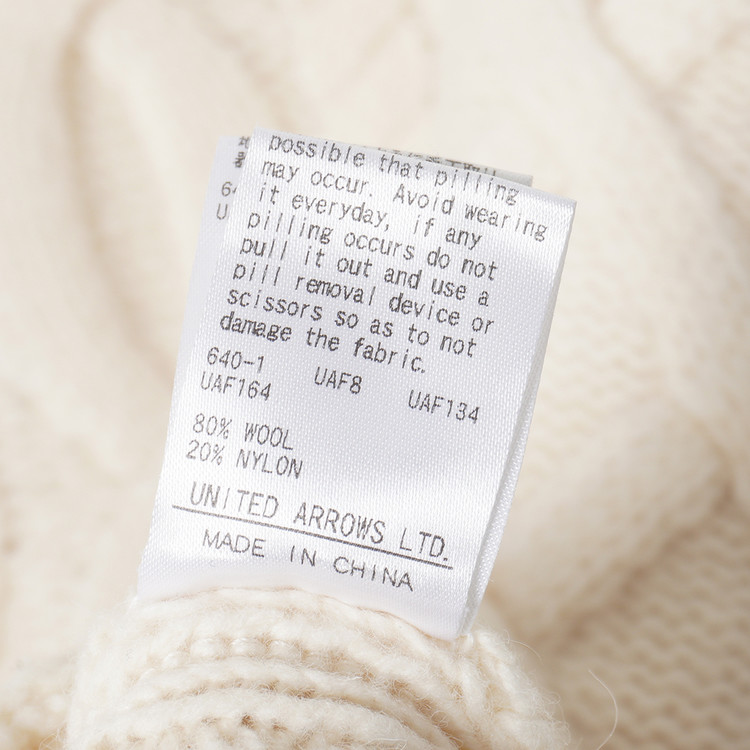 possible that pilling
may occur. Avoid wearing
it everyday, if any
pilling occurs do not
pull it out and use a
pill removal device or
scissors so as to not
damage the fabric.
640-1 UAF8 UAF134
UAF164
80% WOOL
20% NYLON
UNITED ARROWS LTD.
MADE IN CHINA